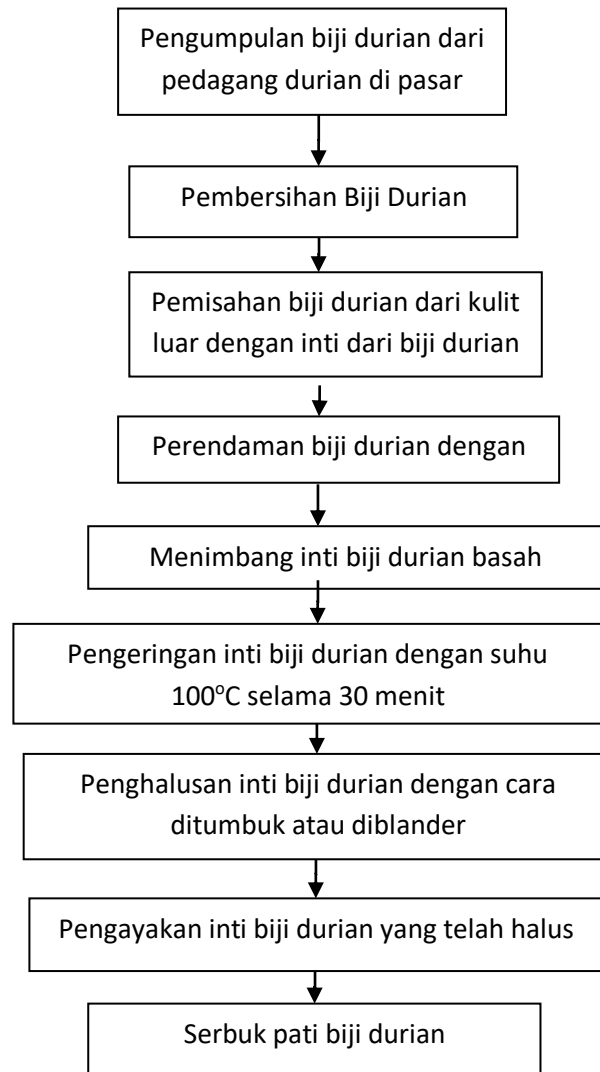 Pengumpulan biji durian dari
pedagang durian di pasar
Pembersihan Biji Durian
Pemisahan biji durian dari kulit
luar dengan inti dari biji durian
Perendaman biji durian dengan
Menimbang inti biji durian basah
Pengeringan inti biji durian dengan suhu
100°C selama 30 menit
Penghalusan inti biji durian dengan cara
ditumbuk atau diblander
Pengayakan inti biji durian yang telah halus
Serbuk pati biji durian